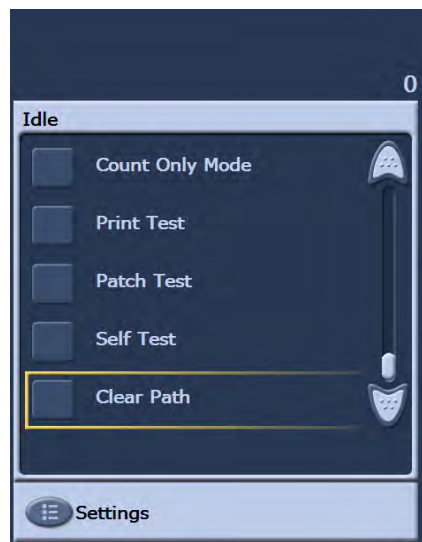 0
Idle
Count Only Mode
Print Test
Patch Test
Self Test
Clear Path
Settings